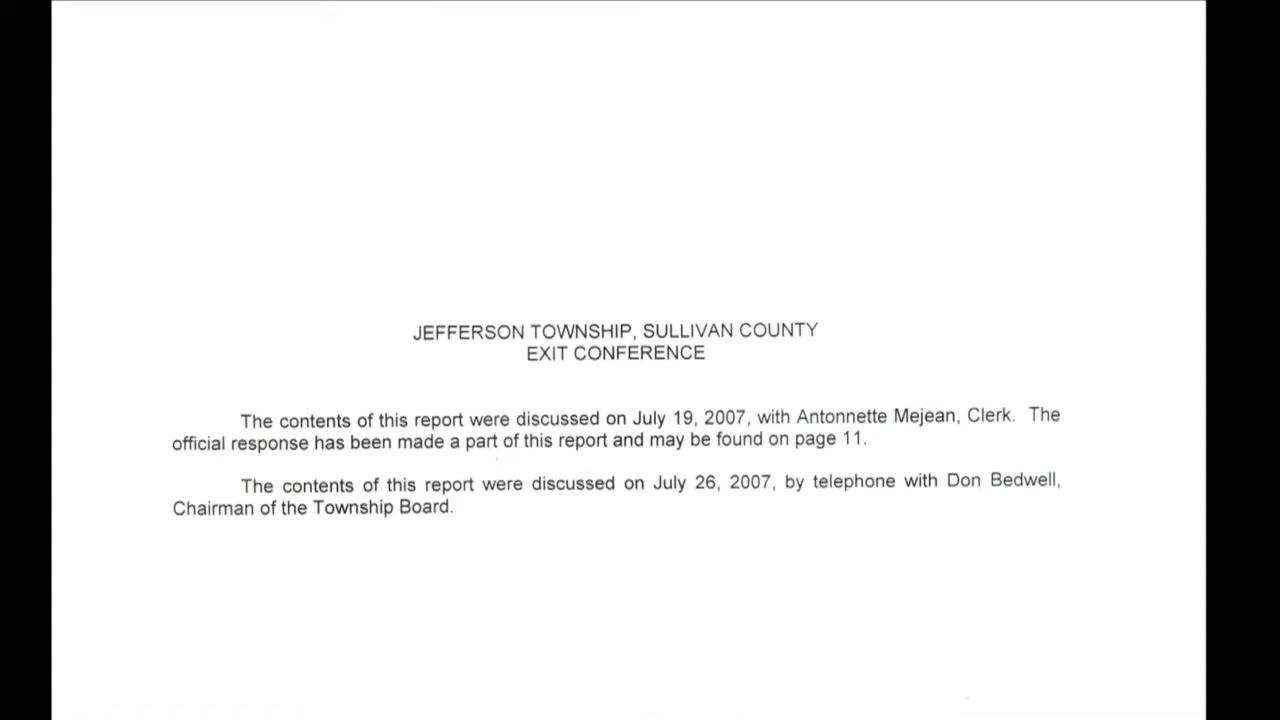 JEFFERSON TOWNSHIP, SULLIVAN COUNTY
EXIT CONFERENCE
The contents of this report were discussed on July 19, 2007, with Antonnette Mejean, Clerk. The
official response has been made a part of this report and may be found on page 11.
The contents of this report were discussed on July 26, 2007, by telephone with Don Bedwell,
Chairman of the Township Board.